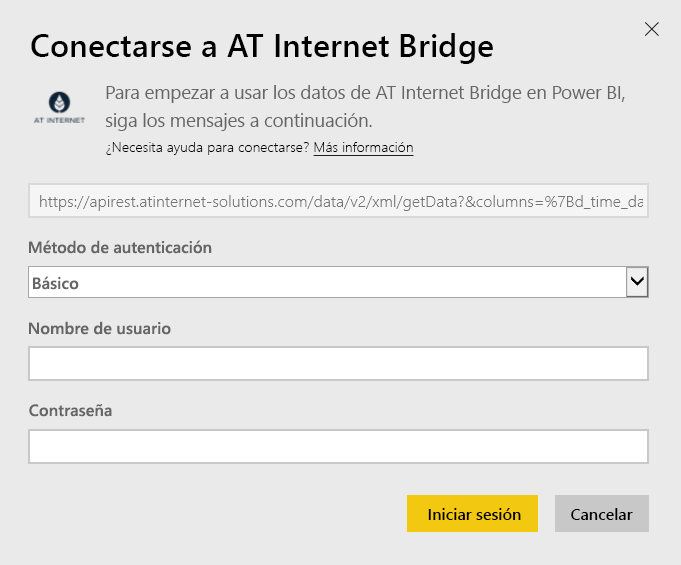 Conectarse a AT Internet Bridge
AT INTERNET
Para empezar a usar los datos de AT Internet Bridge en Power BI,
siga los mensajes a continuación.
¿Necesita ayuda para conectarse? Más información
https://apirest.atinternet-solutions.com/data/v2/xml/getData?&columns=%7Bd_time_da
Método de autenticación
Básico
Nombre de usuario
Contraseña
Iniciar sesión Cancelar